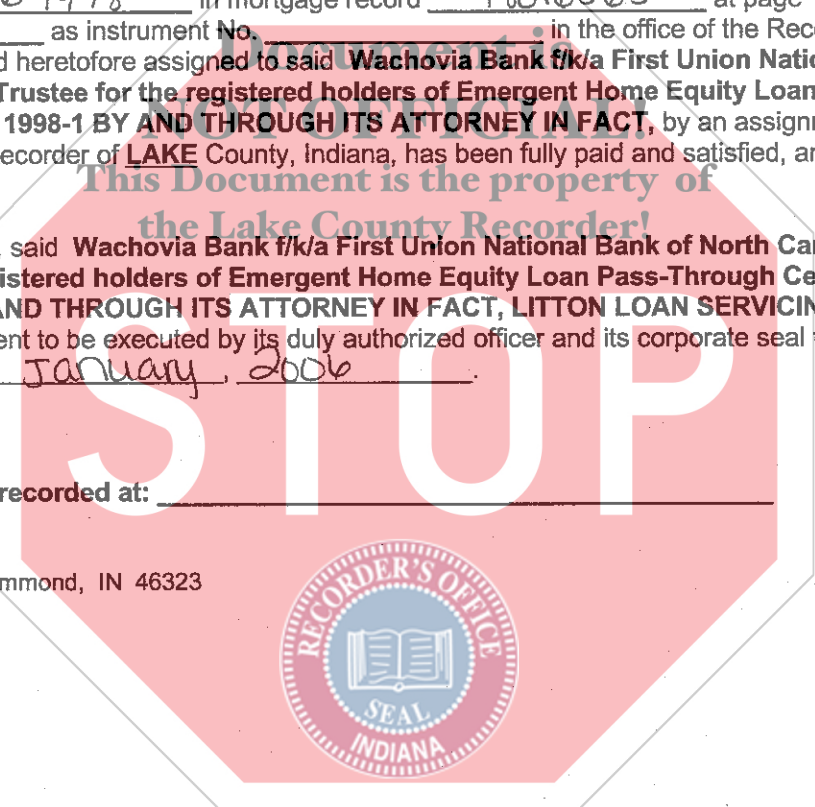 in mortgage record at page
as instrument No. in the office of the Rec
d heretofore assigned to said Wachovia Bank f/k/a First Union Natio
Trustee for the registered holders of Emergent Home Equity Loan
1998-1 BY AND THROUGH ITS ATTORNEY IN FACT, by an assignm
ecorder of LAKE County, Indiana, has been fully paid and satisfied, an
Document is
NOT OFFICIAL!
This Document is the property of
the Lake County Recorder!
, said Wachovia Bank f/k/a First Union National Bank of North Car
istered holders of Emergent Home Equity Loan Pass-Through Ce
AND THROUGH ITS ATTORNEY IN FACT, LITTON LOAN SERVICIN
ent to be executed by its duly authorized officer and its corporate seal
January, 2006.
STOP
recorded at:
mmond, IN 46323
RECORDER'S OFFICE
SEAL
INDIANA